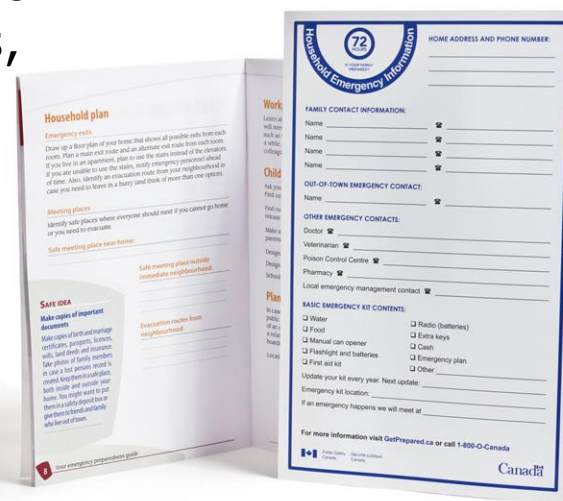 Household plan
Emergency exits
Draw up a floor plan of your home that shows all possible exits from each
room. Plan a main exit route and an alternate exit route from each room.
If you live in an apartment, plan to use the stairs instead of the elevators.
If you are unable to use the stairs, notify emergency personnel ahead
of time. Also, identify an evacuation route from your neighbourhood in
case you need to leave in a hurry (and think of more than one option).
Meeting places
Identify safe places where everyone should meet if you cannot go home
or you need to evacuate.
Safe meeting place near home:
Safe meeting place outside
immediate neighbourhood:
Evacuation routes from
neighbourhood:
SAFE IDEA
Make copies of important
documents
Make copies of birth and marriage
certificates, passports, licences,
wills, land deeds and insurance.
Take photos of family members
in case a lost persons record is
created. Keep them in a safe place,
both inside and outside your
home. You might want to put
them in a safety deposit box or
give them to friends and family
who live out of town.
8 Your emergency preparedness guide
72
HOURS
IS YOUR FAMILY
PREPARED?
Household Emergency Information
HOME ADDRESS AND PHONE NUMBER:
FAMILY CONTACT INFORMATION:
Name ☎
Name ☎
Name ☎
Name ☎
OUT-OF-TOWN EMERGENCY CONTACT:
Name ☎
OTHER EMERGENCY CONTACTS:
Doctor ☎
Veterinarian ☎
Poison Control Centre ☎
Pharmacy ☎
Local emergency management contact ☎
BASIC EMERGENCY KIT CONTENTS:
❑ Water
❑ Food
❑ Manual can opener
❑ Flashlight and batteries
❑ First aid kit
❑ Radio (batteries)
❑ Extra keys
❑ Cash
❑ Emergency plan
❑ Other
Update your kit every year. Next update:
Emergency kit location:
If an emergency happens we will meet at
For more information visit GetPrepared.ca or call 1-800-O-Canada
Public Safety Canada
Sécurité publique Canada
Canada